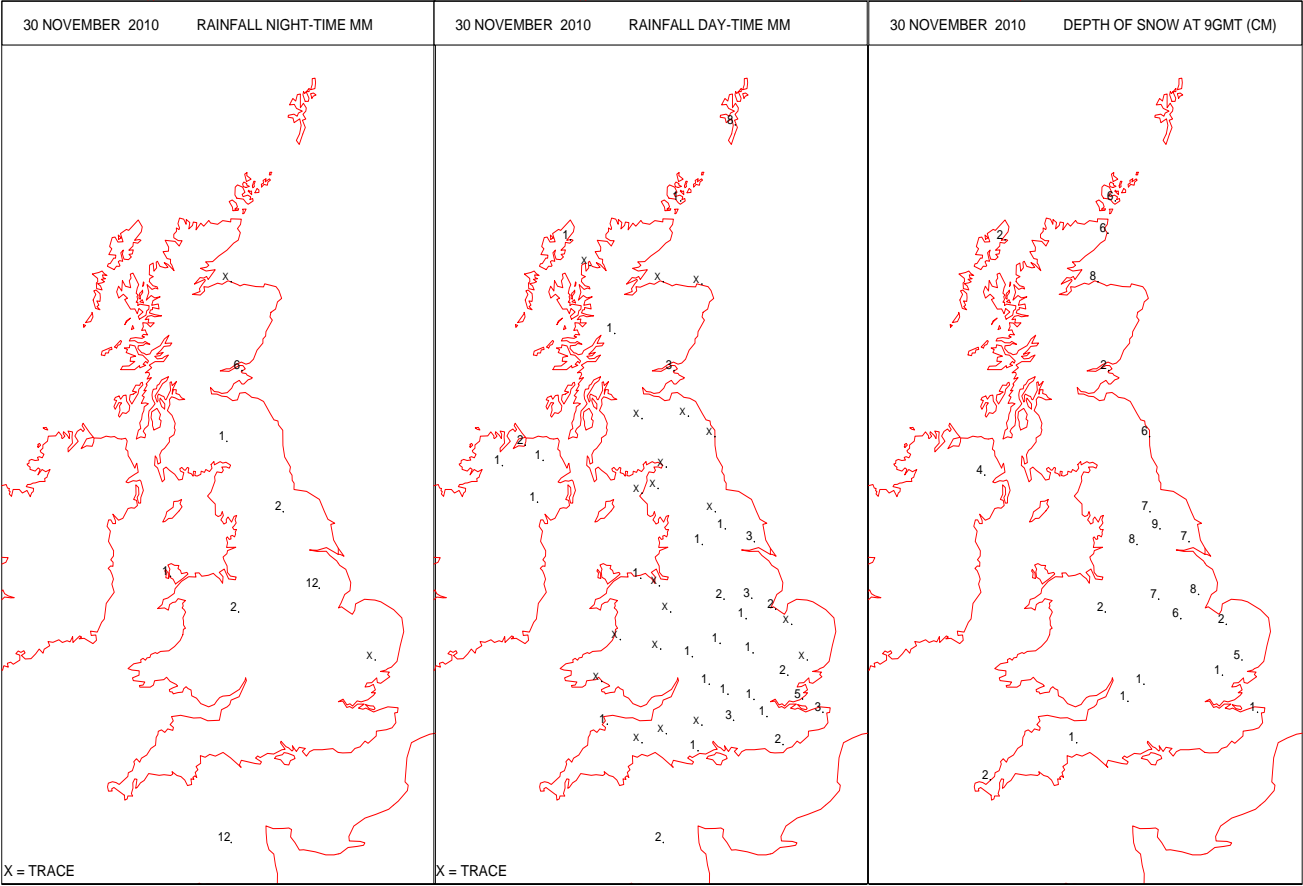 30 NOVEMBER 2010 RAINFALL NIGHT-TIME MM
X.
6.
1.
2.
1.
12.
2.
X.
12.
X = TRACE
30 NOVEMBER 2010 RAINFALL DAY-TIME MM
8.
1.
1.
X.
X. X.
1.
3.
X. X.
X.
2.
1. 1. X.
X. X.
1. X.
1. 3.
1.
1. X.
2. 3.
X. 1. 2.
X.
X. X. 1. 1.
1. X.
X. 1. 2.
1. 1. 5.
1. X. 3. 1. 3.
X. X. 1. 2.
2.
X = TRACE
30 NOVEMBER 2010 DEPTH OF SNOW AT 9GMT (CM)
6.
2. 6.
8.
2.
6.
4.
7.
9.
8. 7.
7. 8.
2. 6. 2.
5.
1. 1.
1. 1.
1.
2.